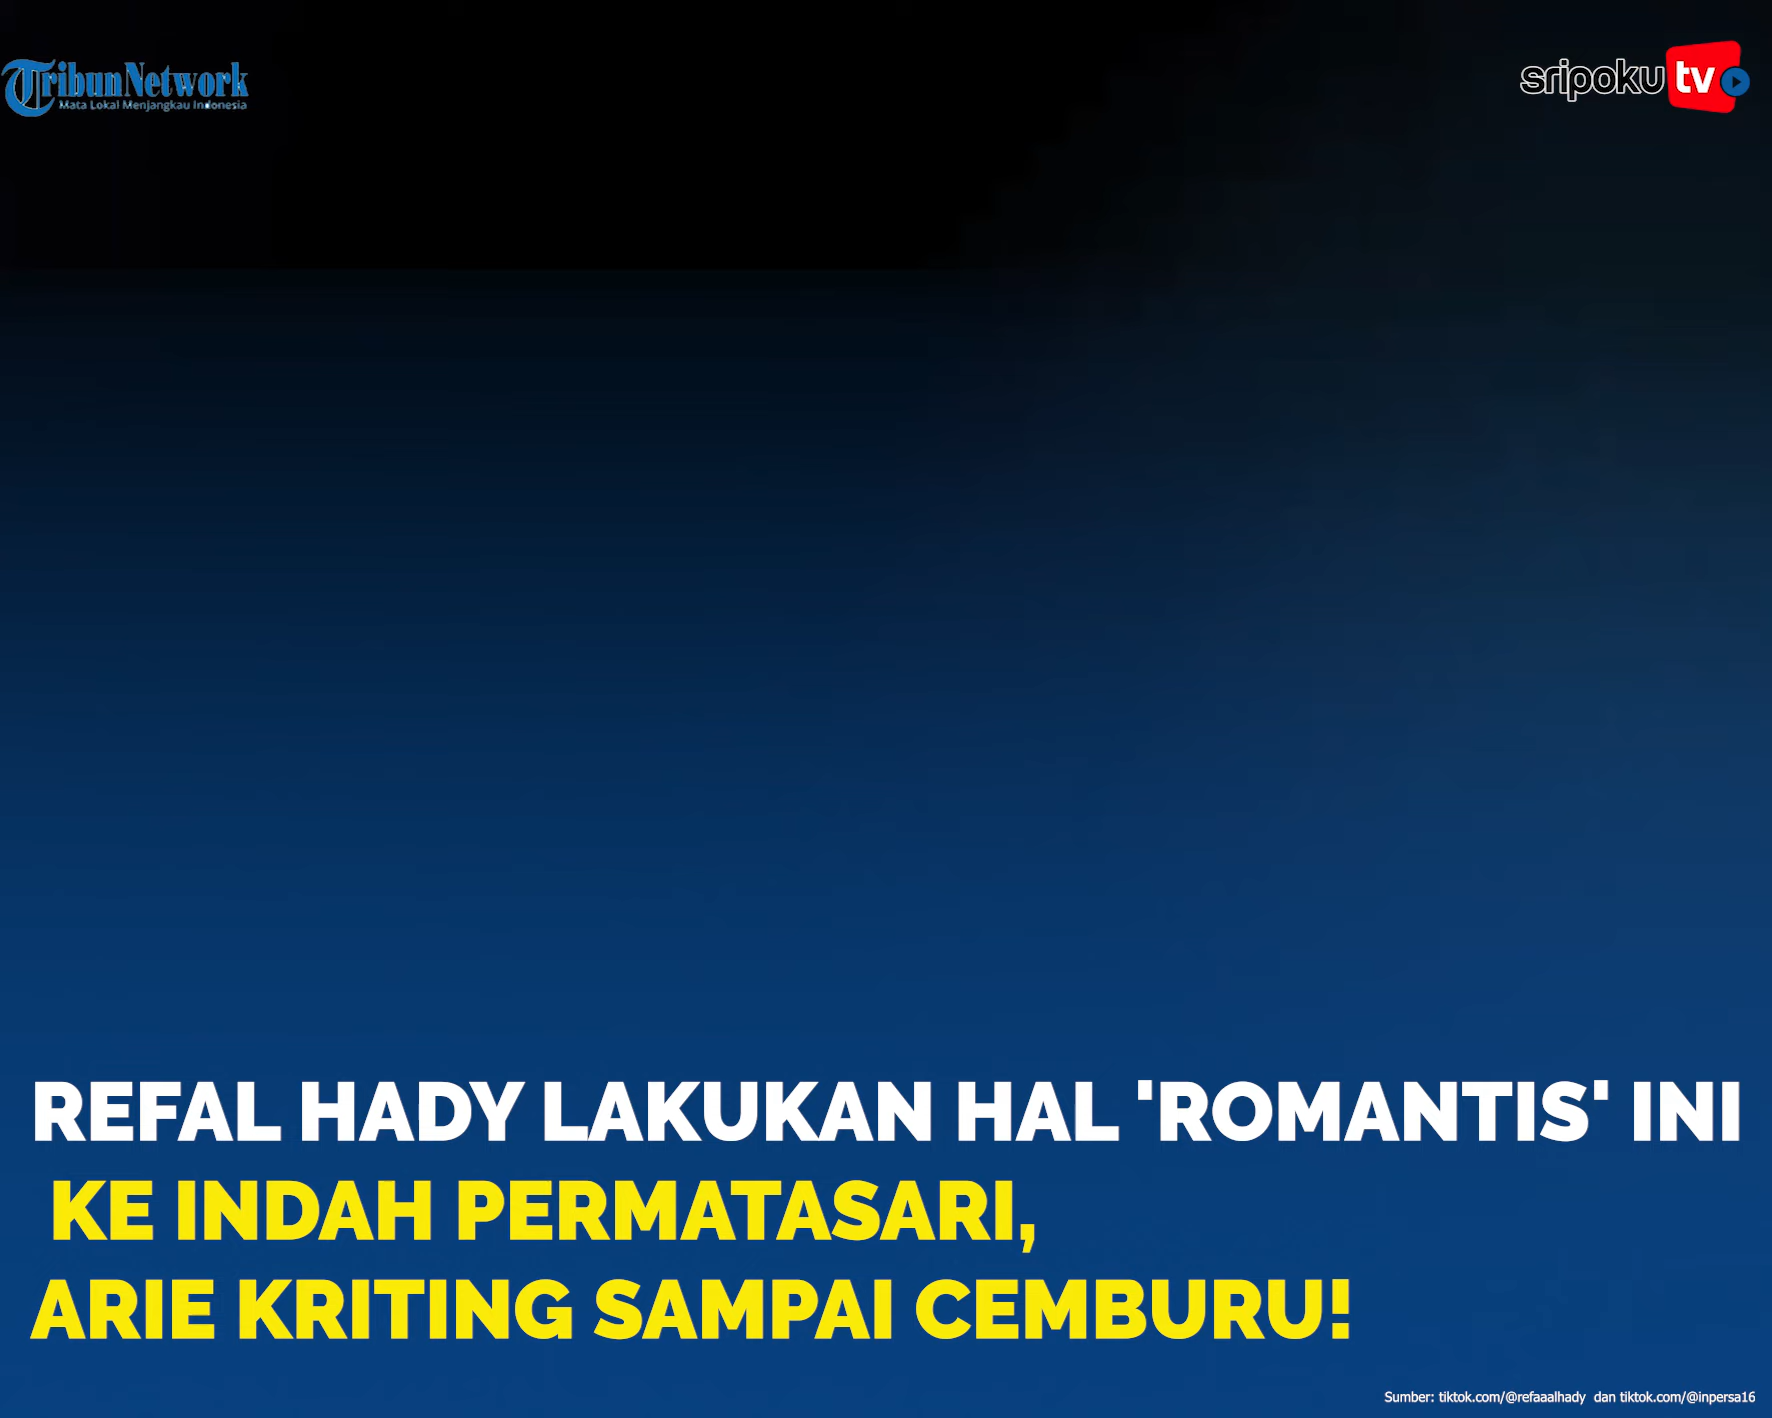 TribunNetwork
Mata Lokal Menjangkau Indonesia
sripoku tv
REFAL HADY LAKUKAN HAL 'ROMANTIS' INI
KE INDAH PERMATASARI,
ARIE KRITING SAMPAI CEMBURU!
Sumber: tiktok.com/@refaaalhady dan tiktok.com/@inpersa16